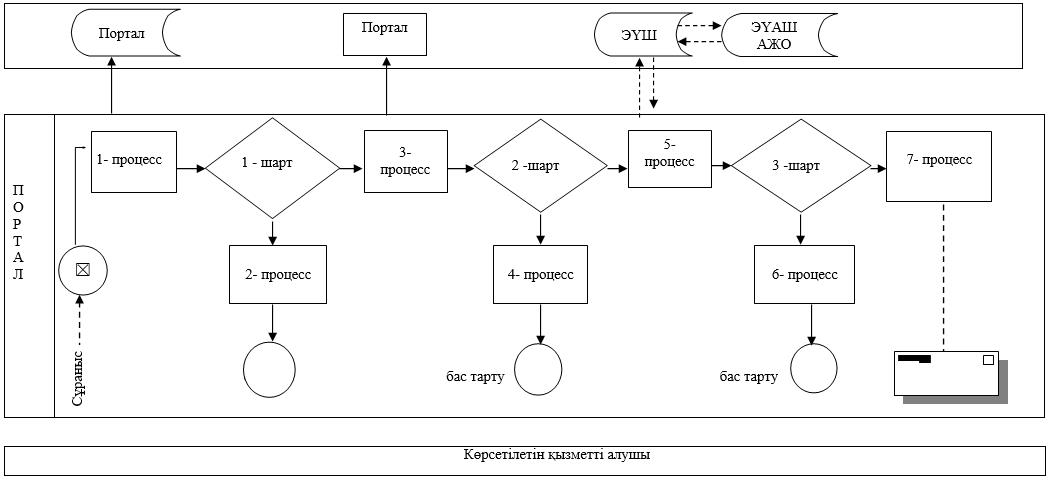 Портал
Портал
ЭҮШ
ЭҮАШ
АЖО
ПОРТАЛ
1- процесс
1 - шарт
3-
процесс
2 -шарт
5-
процесс
3 -шарт
7- процесс
2- процесс
4- процесс
6- процесс
Сұраныс
бас тарту
бас тарту
Көрсетілетін қызметті алушы